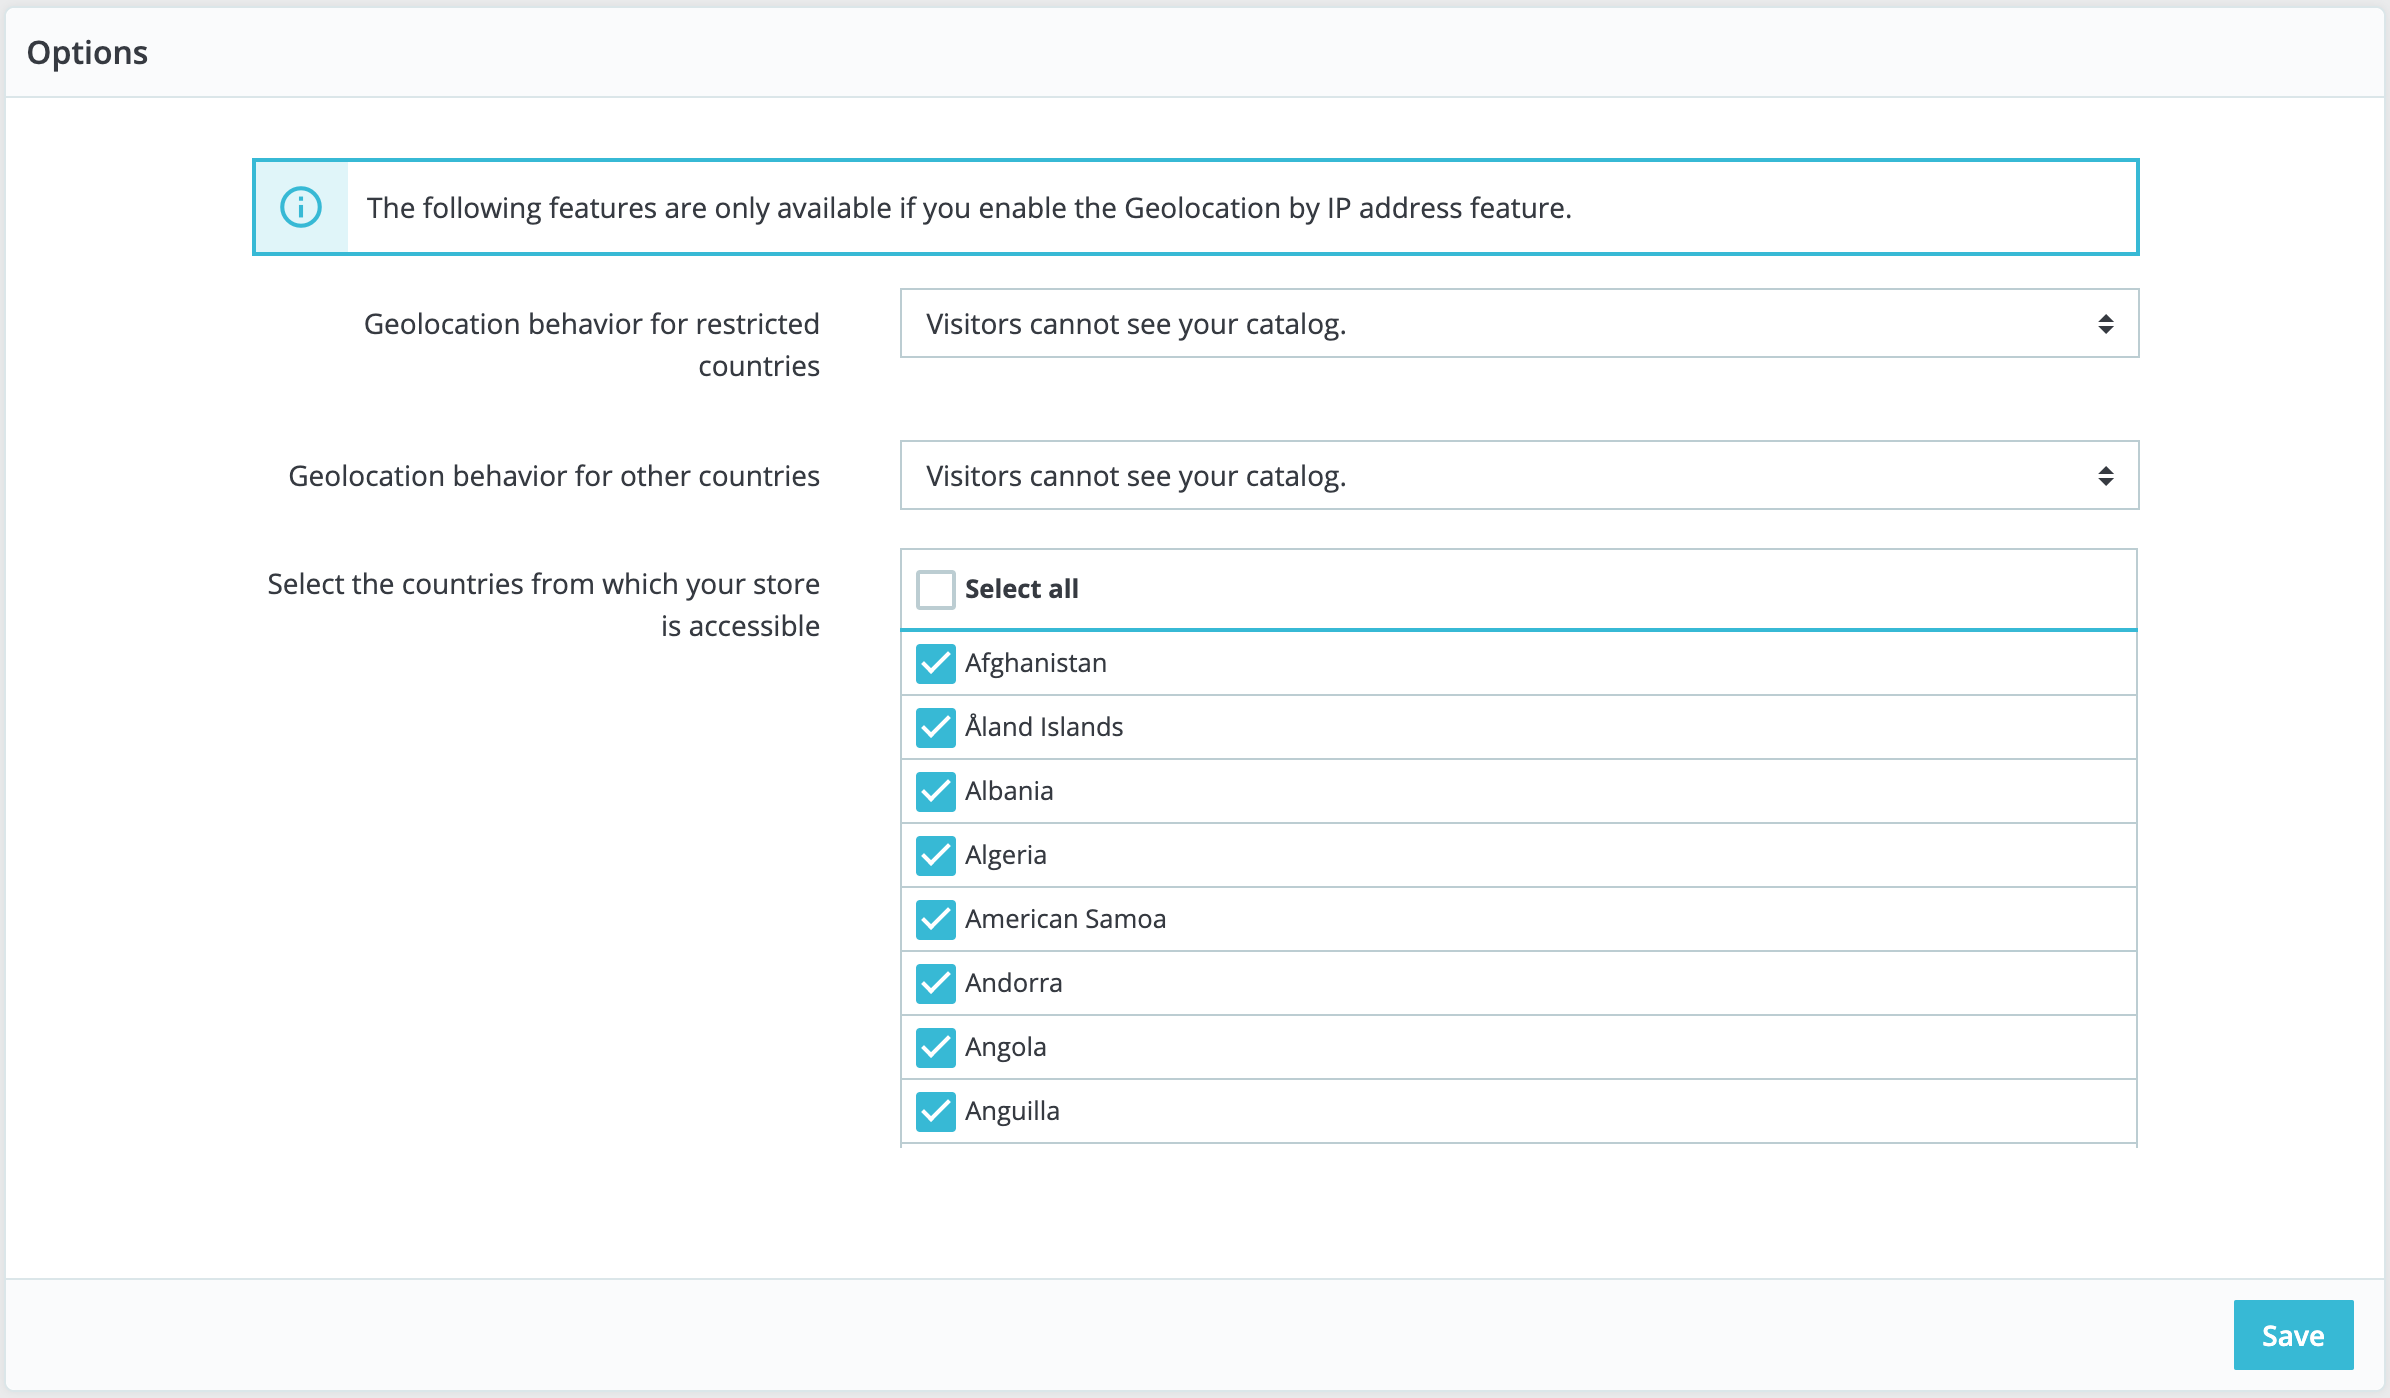 Options
The following features are only available if you enable the Geolocation by IP address feature.
Geolocation behavior for restricted
countries
Visitors cannot see your catalog.
Geolocation behavior for other countries
Visitors cannot see your catalog.
Select the countries from which your store
is accessible
Select all
Afghanistan
Åland Islands
Albania
Algeria
American Samoa
Andorra
Angola
Anguilla
Save